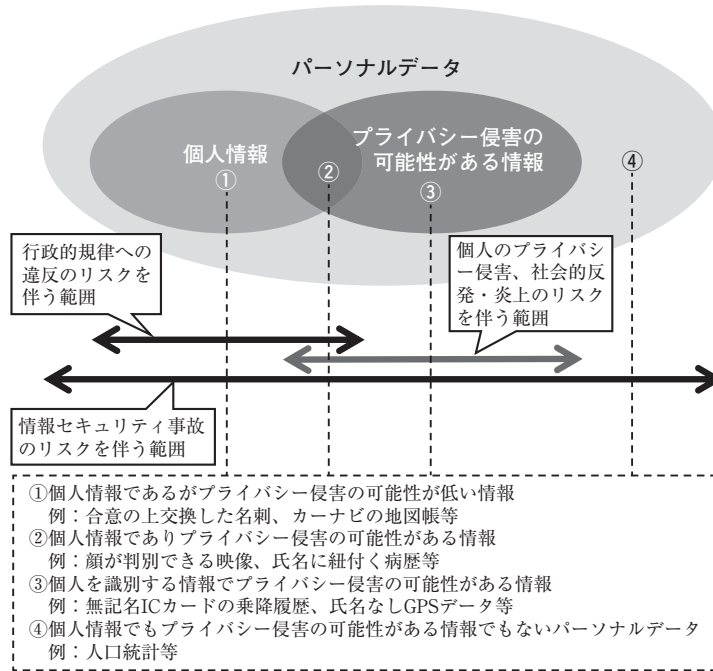 パーソナルデータ
個人情報
①
②
プライバシー侵害の
可能性がある情報
③
④
行政的規律への
違反のリスクを
伴う範囲
個人のプライバシ
ー侵害、社会的反
発・炎上のリスク
を伴う範囲
情報セキュリティ事故
のリスクを伴う範囲
①個人情報であるがプライバシー侵害の可能性が低い情報
例：合意の上交換した名刺、カーナビの地図帳等
②個人情報でありプライバシー侵害の可能性がある情報
例：顔が判別できる映像、氏名に紐付く病歴等
③個人を識別する情報でプライバシー侵害の可能性がある情報
例：無記名ICカードの乗降履歴、氏名なしGPSデータ等
④個人情報でもプライバシー侵害の可能性がある情報でもないパーソナルデータ
例：人口統計等